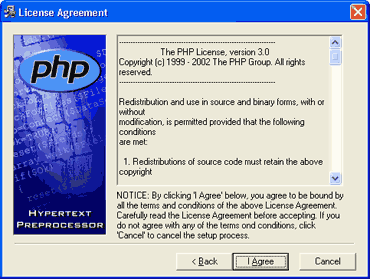 License Agreement
php
HYPERTEXT
PREPROCESSOR
--------------------------------------------------------------------
The PHP License, version 3.0
Copyright (c) 1999 - 2002 The PHP Group. All rights
reserved.
--------------------------------------------------------------------
Redistribution and use in source and binary forms, with or
without
modification, is permitted provided that the following
conditions
are met:
1. Redistributions of source code must retain the above
copyright
NOTICE: By clicking 'I Agree' below, you agree to be bound by
all the terms and conditions of the above License Agreement.
Carefully read the License Agreement before accepting. If you
do not agree with any of the terms ond conditions, click
'Cancel' to cancel the setup process.
< Back
I Agree
Cancel